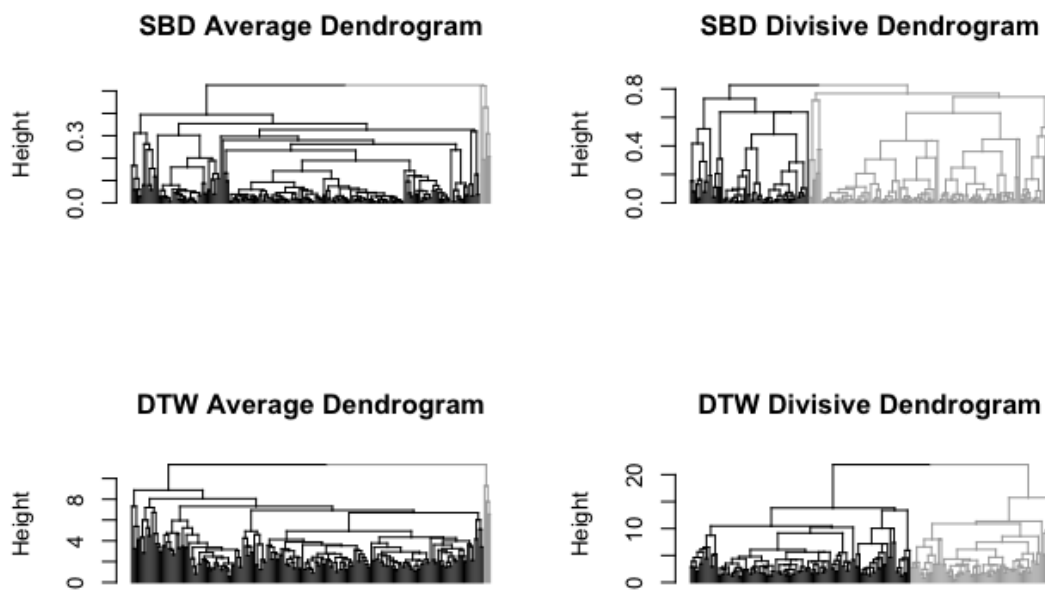 SBD Average Dendrogram
Height
0.3
0.0
SBD Divisive Dendrogram
Height
0.8
0.4
0.0
DTW Average Dendrogram
Height
8
4
0
DTW Divisive Dendrogram
Height
20
10
0